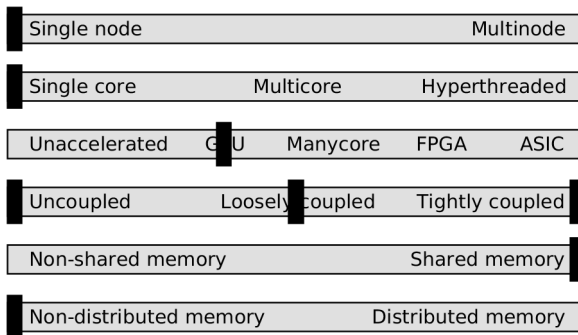 Single node Multinode
Single core Multicore Hyperthreaded
Unaccelerated Manycore FPGA ASIC
Uncoupled Loosely coupled Tightly coupled
Non-shared memory Shared memory
Non-distributed memory Distributed memory